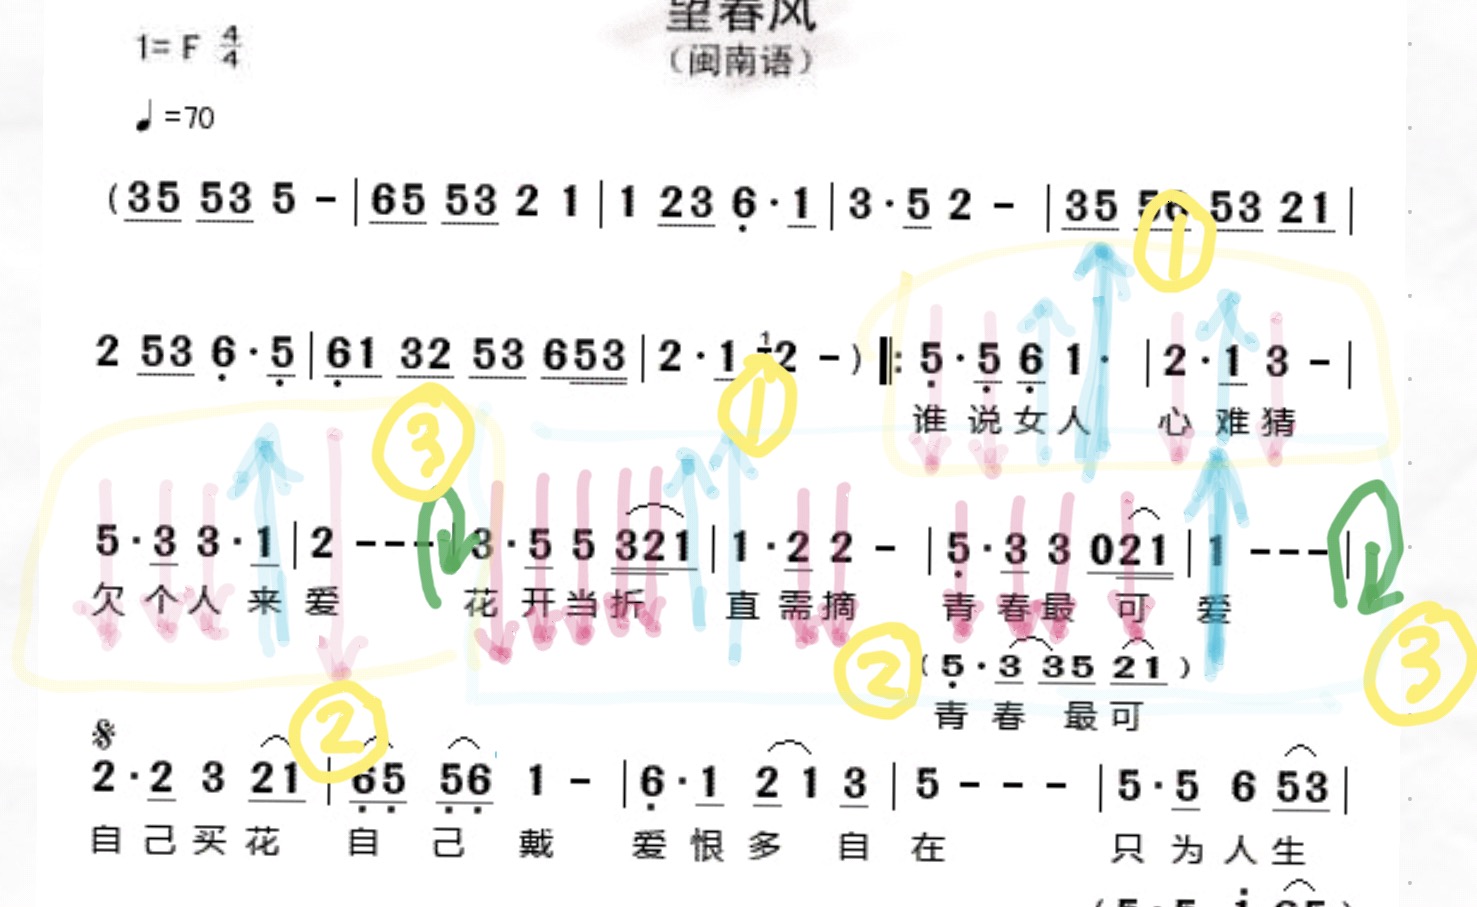 望春风
1= F 4/4
（闽南语）
♩=70
(35 53 5 - | 65 53 2 1 | 1 23 6 · 1 | 3 · 5 2 - | 35 56 53 21 |
①
2 53 6 · 5 | 61 32 53 653 | 2 · 1 12 - ) ‖: 5 · 5 6 1 · | 2 · 1 3 - |
谁 说 女 人 心 难 猜
③ ①
5 · 3 3 · 1 | 2 - - - | 3 · 5 5 321 | 1 · 2 2 - | 5 · 3 3 021 | 1 - - - |
欠 个 人 来 爱 花 开 当 折 直 需 摘 青 春 最 可 爱
② ② ③
( 5 · 3 35 21 )
青 春 最 可
𝄋
2 · 2 3 21 | 65 56 1 - | 6 · 1 2 1 3 | 5 - - - | 5 · 5 6 53 |
自 己 买 花 自 己 戴 爱 恨 多 自 在 只 为 人 生